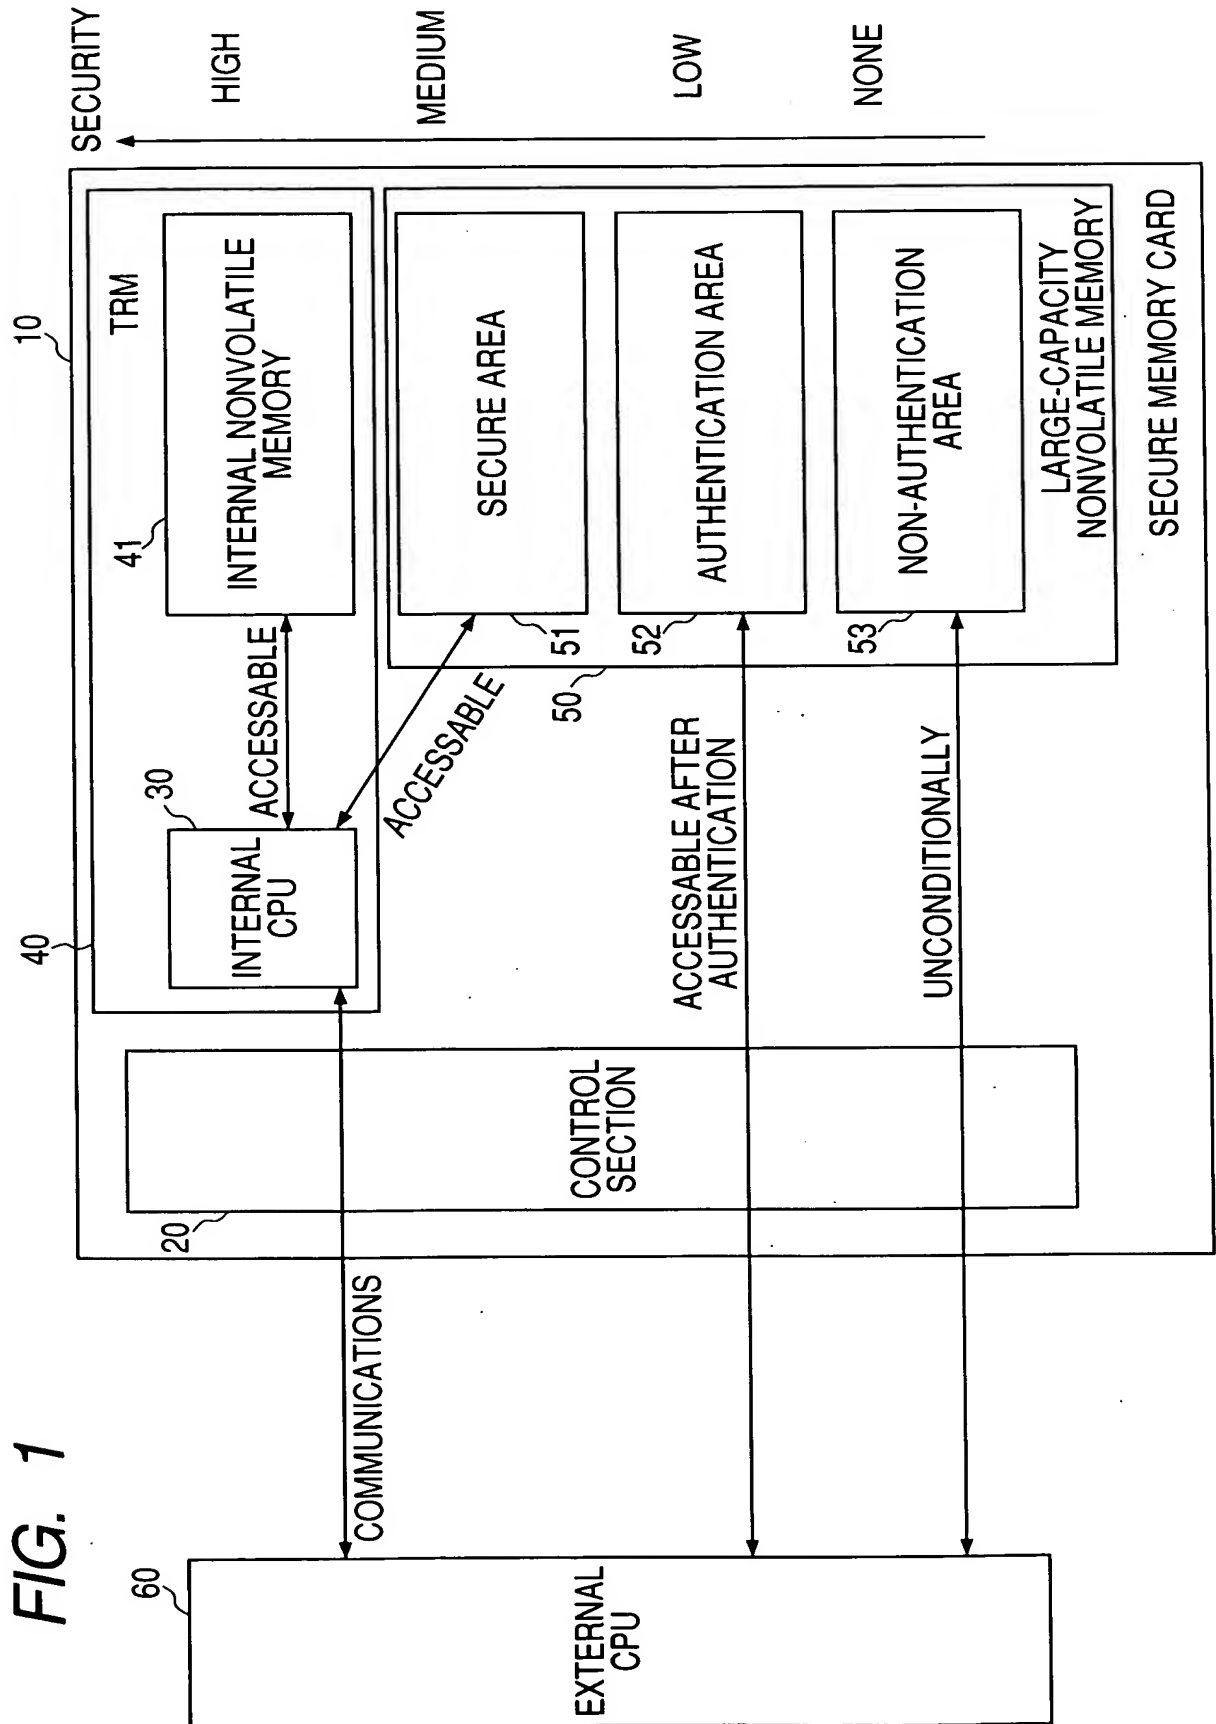 FIG. 1
SECURITY
HIGH
MEDIUM
LOW
NONE
10
40
TRM
30
INTERNAL
CPU
ACCESSABLE
41
INTERNAL NONVOLATILE
MEMORY
ACCESSABLE
51
SECURE AREA
52
AUTHENTICATION AREA
53
NON-AUTHENTICATION
AREA
50
LARGE-CAPACITY
NONVOLATILE MEMORY
SECURE MEMORY CARD
20
CONTROL
SECTION
COMMUNICATIONS
ACCESSABLE AFTER
AUTHENTICATION
UNCONDITIONALLY
60
EXTERNAL
CPU